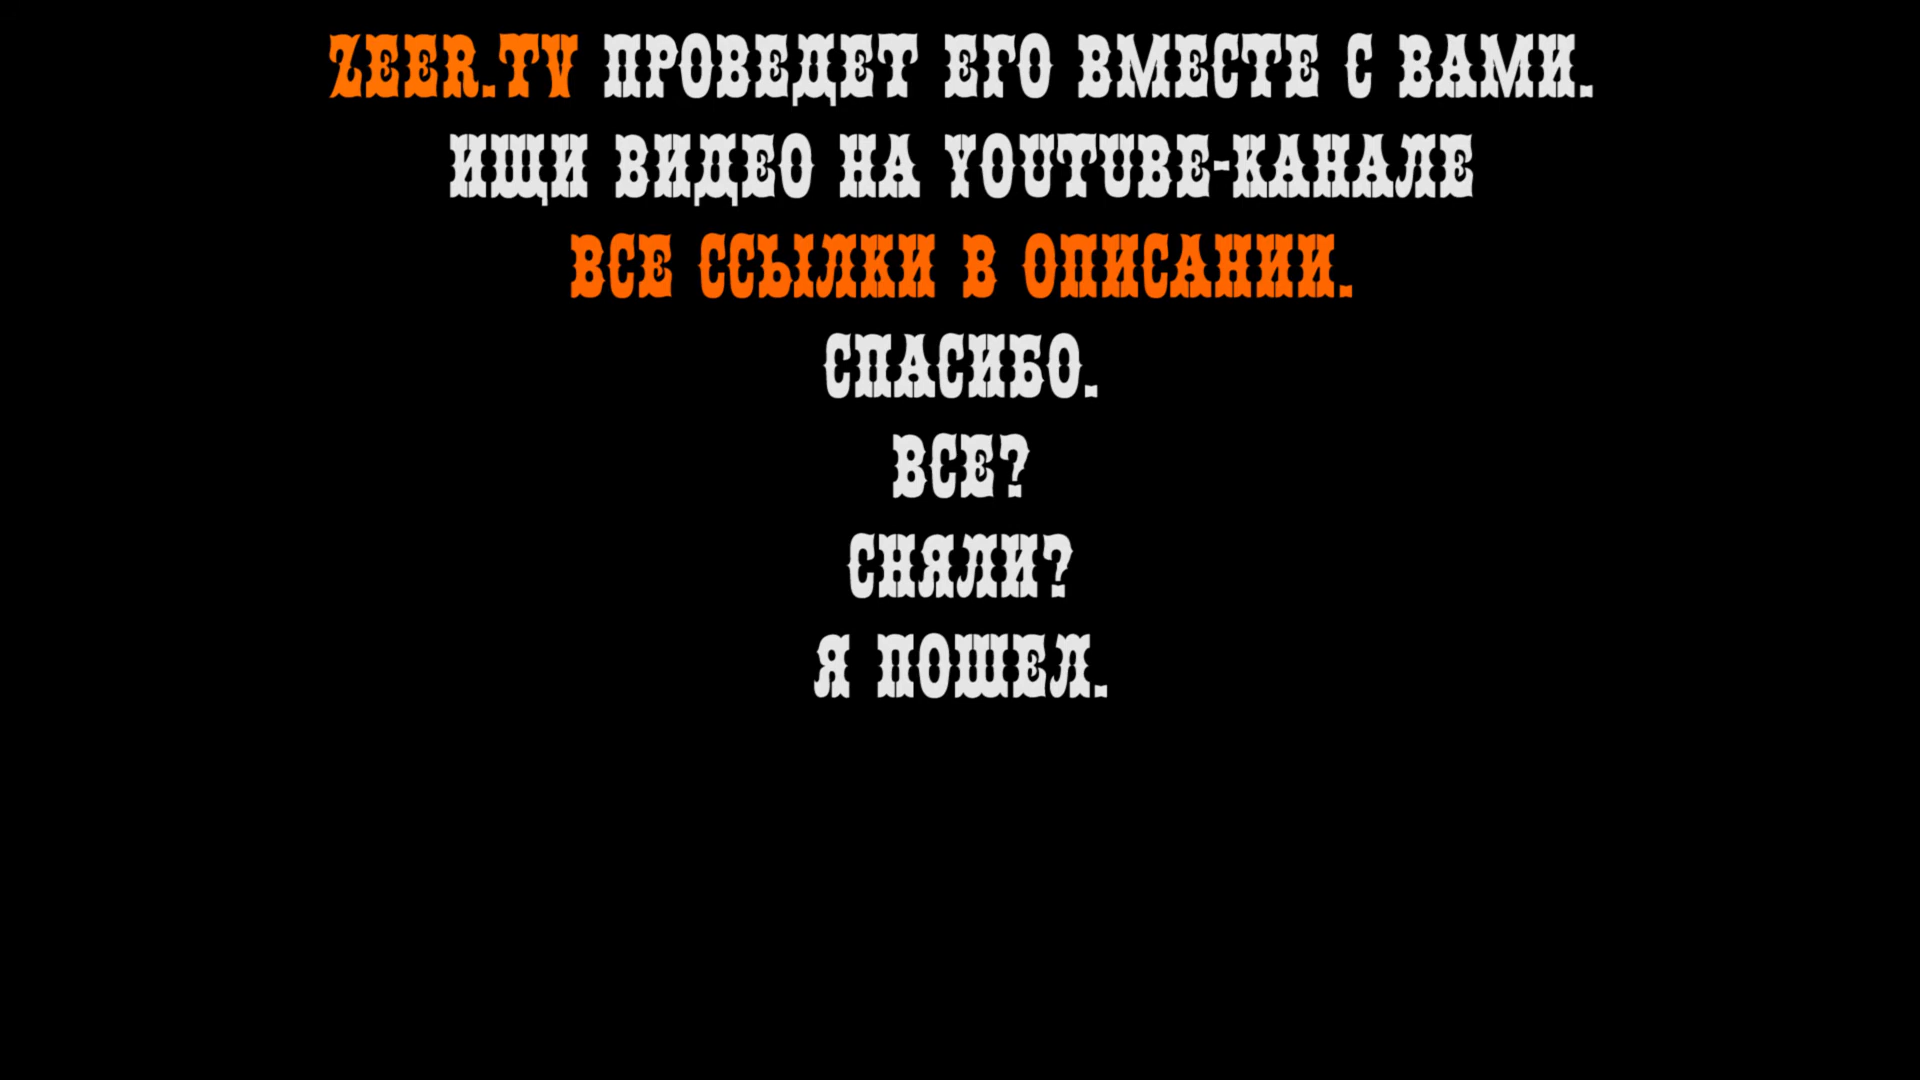 ZEER.TV ПРОВЕДЕТ ЕГО ВМЕСТЕ С ВАМИ.
ИЩИ ВИДЕО НА YOUTUBE-КАНАЛЕ
ВСЕ ССЫЛКИ В ОПИСАНИИ.
СПАСИБО.
ВСЕ?
СНЯЛИ?
Я ПОШЕЛ.